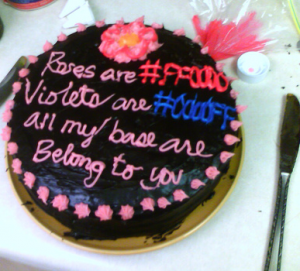 Roses are #FF0000
Violets are #0000FF
all my base are
Belong to you